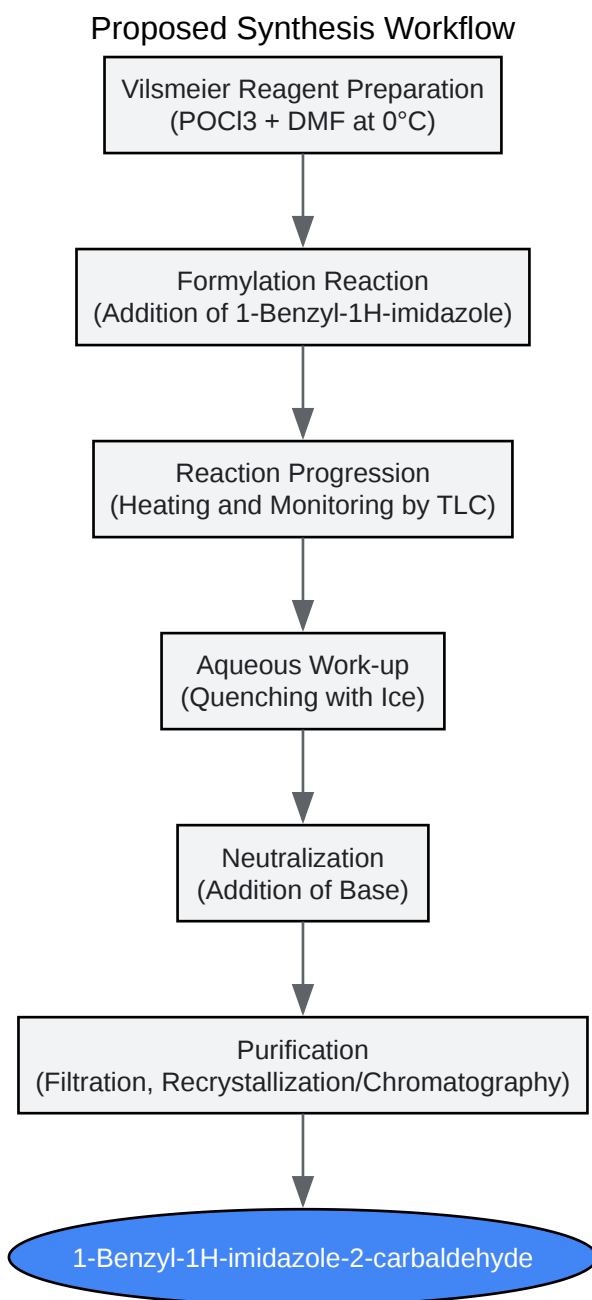 Proposed Synthesis Workflow
Vilsmeier Reagent Preparation
(POCl3 + DMF at 0°C)
Formylation Reaction
(Addition of 1-Benzyl-1H-imidazole)
Reaction Progression
(Heating and Monitoring by TLC)
Aqueous Work-up
(Quenching with Ice)
Neutralization
(Addition of Base)
Purification
(Filtration, Recrystallization/Chromatography)
1-Benzyl-1H-imidazole-2-carbaldehyde